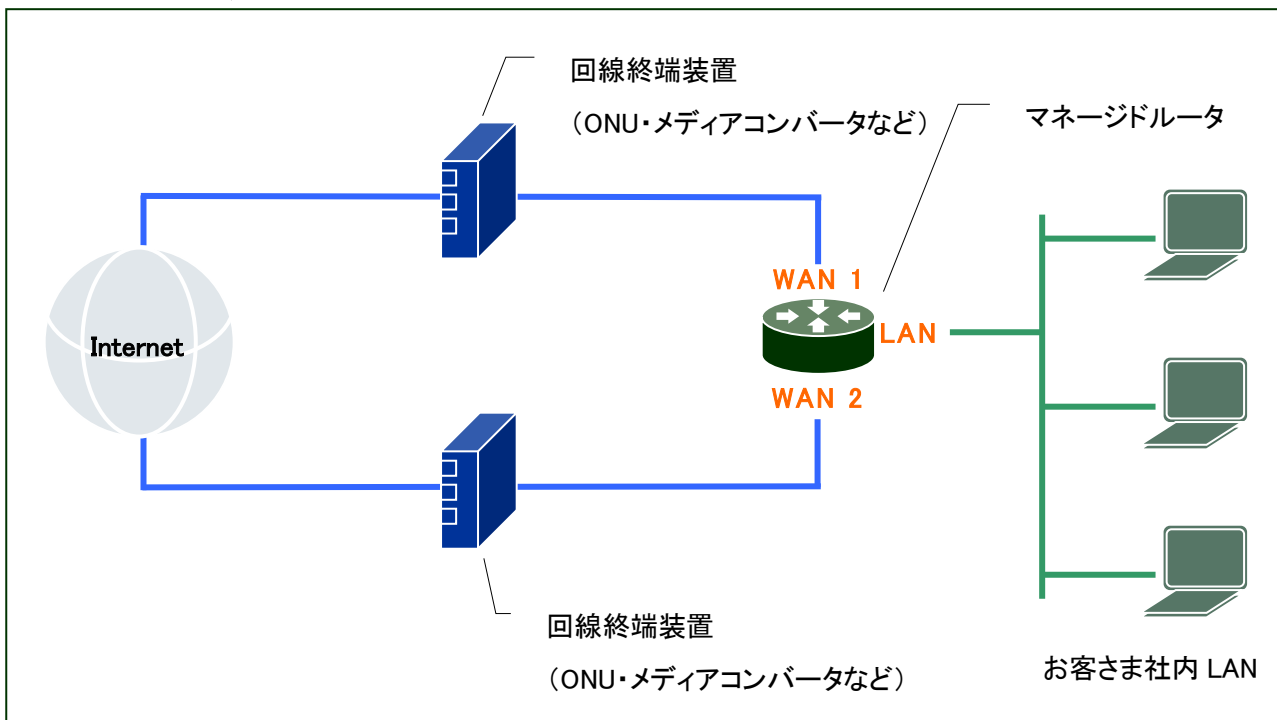 回線終端装置
（ONU・メディアコンバータなど）
マネージドルータ
WAN 1
Internet
LAN
WAN 2
回線終端装置
（ONU・メディアコンバータなど）
お客さま社内 LAN